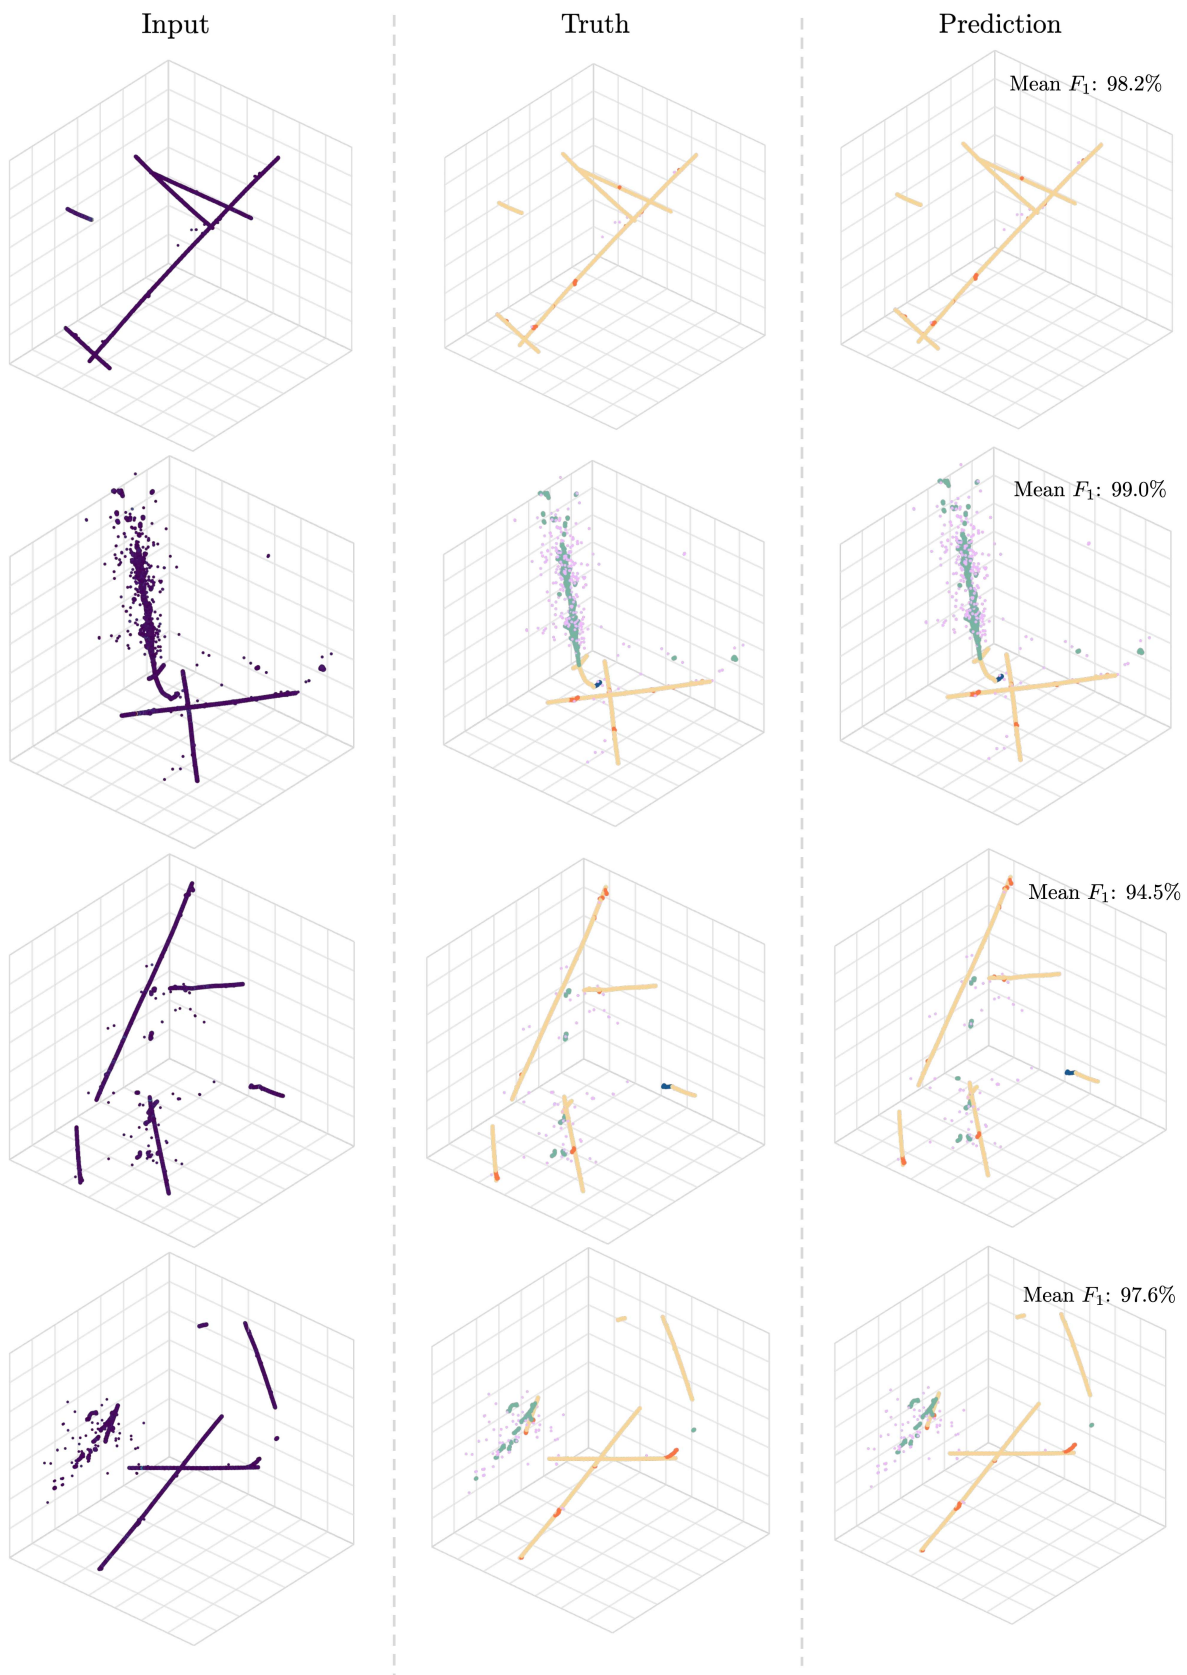 Input
Truth
Prediction
Mean F₁: 98.2%
Mean F₁: 99.0%
Mean F₁: 94.5%
Mean F₁: 97.6%